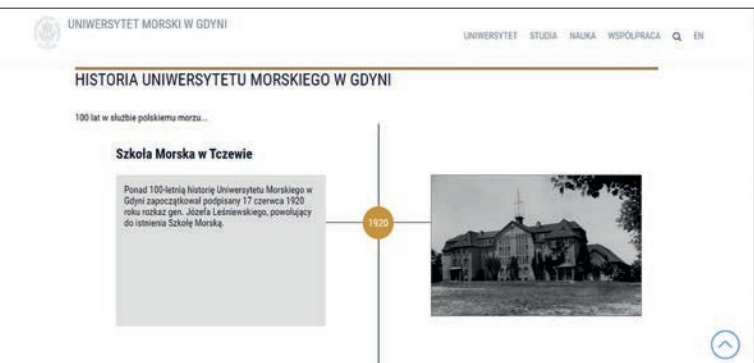 UNIWERSYTET MORSKI W GDYNI
UNIWERSYTET STUDIA NAUKA WSPÓŁPRACA EN
HISTORIA UNIWERSYTETU MORSKIEGO W GDYNI
100 lat w służbie polskiemu morzu...
Szkoła Morska w Tczewie
Ponad 100-letnią historię Uniwersytetu Morskiego w
Gdyni zapoczątkował podpisany 17 czerwca 1920
roku rozkaz gen. Józefa Leśniewskiego, powołujący
do istnienia Szkołę Morską.
1920